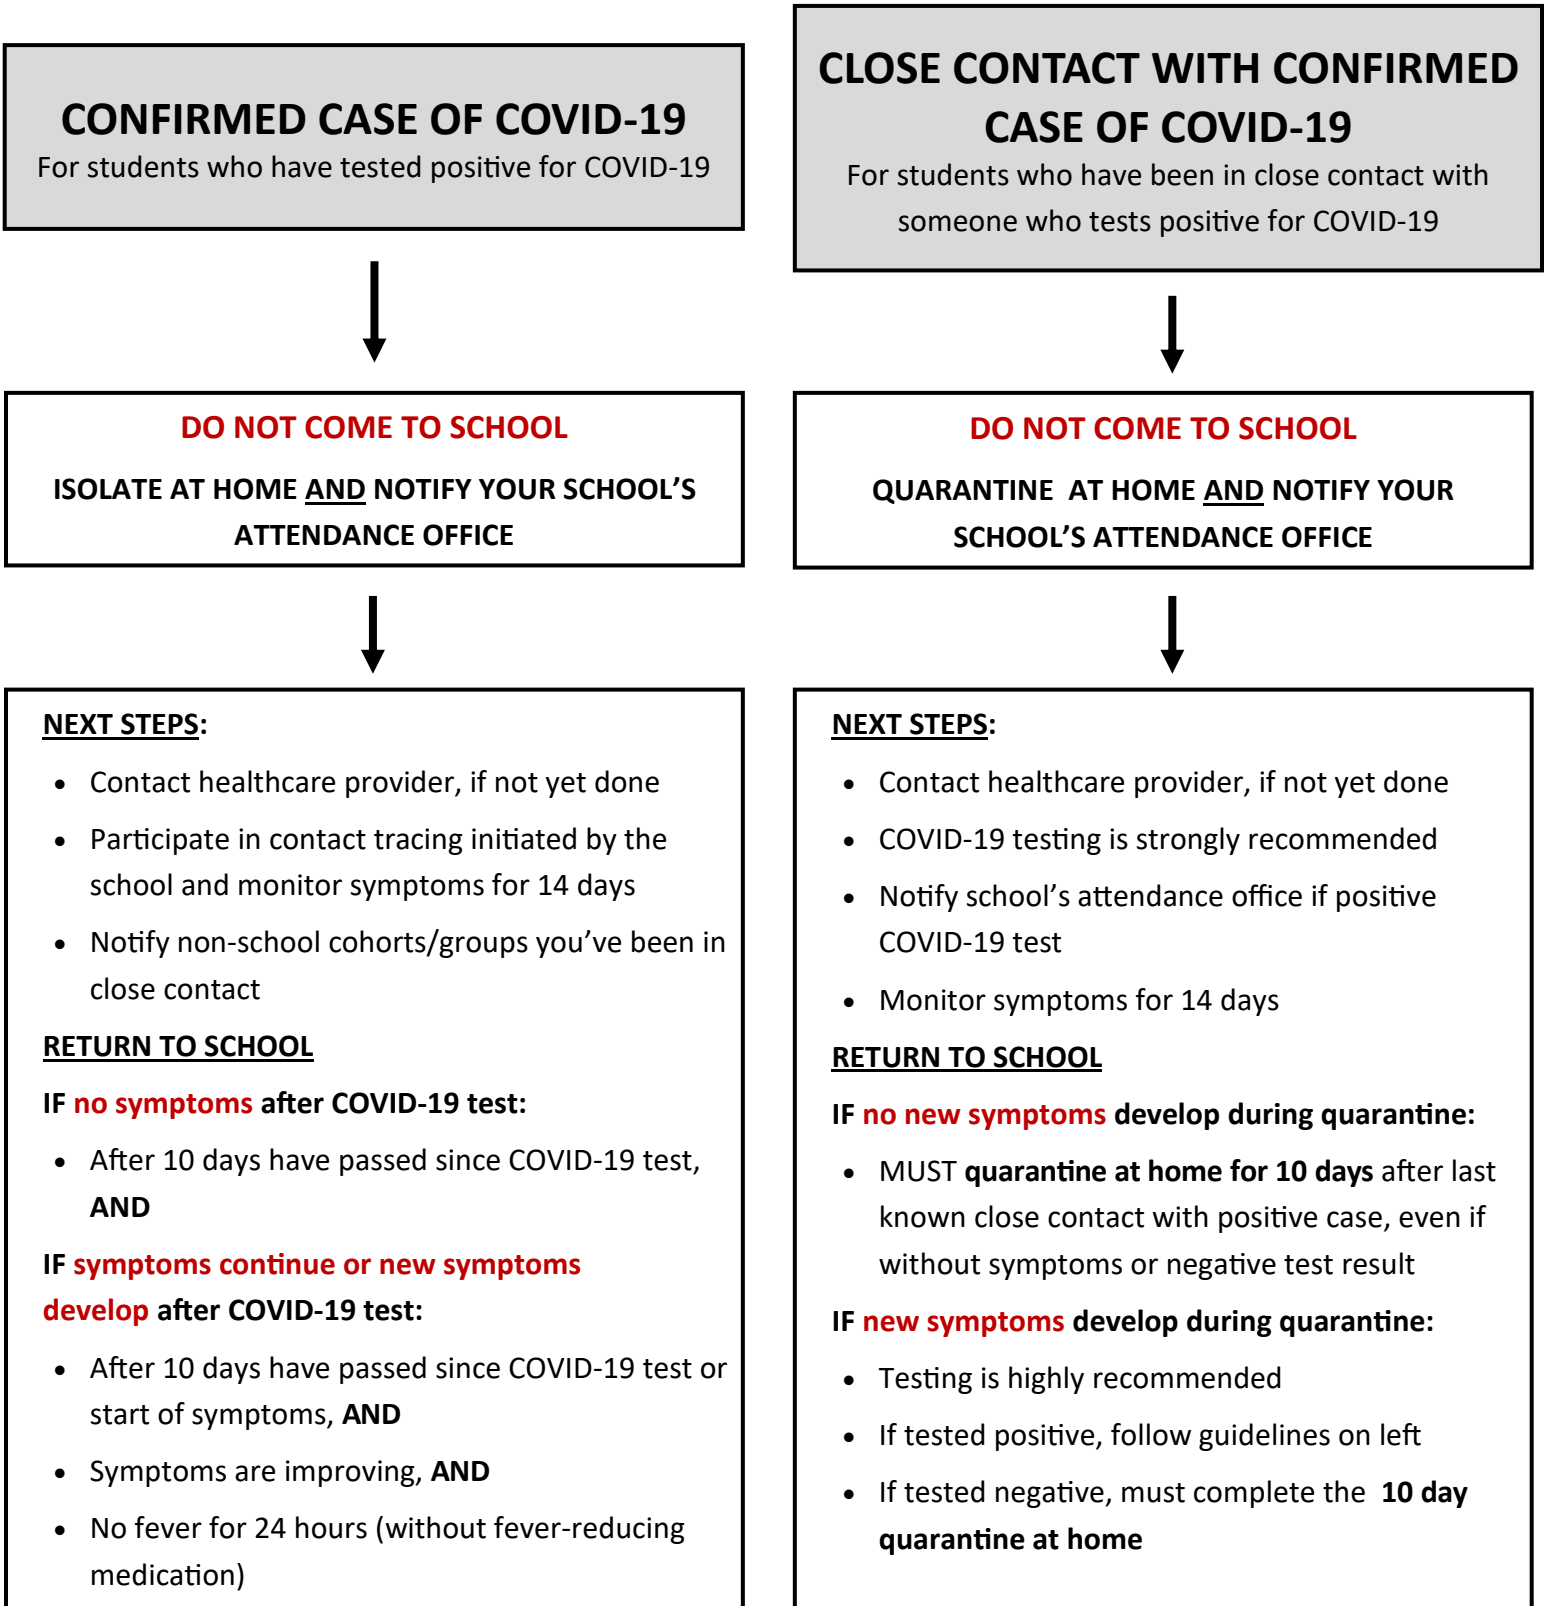 CONFIRMED CASE OF COVID-19
For students who have tested positive for COVID-19
DO NOT COME TO SCHOOL
ISOLATE AT HOME AND NOTIFY YOUR SCHOOL’S
ATTENDANCE OFFICE
NEXT STEPS:
• Contact healthcare provider, if not yet done
• Participate in contact tracing initiated by the
school and monitor symptoms for 14 days
• Notify non-school cohorts/groups you’ve been in
close contact
RETURN TO SCHOOL
IF no symptoms after COVID-19 test:
• After 10 days have passed since COVID-19 test,
AND
IF symptoms continue or new symptoms
develop after COVID-19 test:
• After 10 days have passed since COVID-19 test or
start of symptoms, AND
• Symptoms are improving, AND
• No fever for 24 hours (without fever-reducing
medication)
CLOSE CONTACT WITH CONFIRMED
CASE OF COVID-19
For students who have been in close contact with
someone who tests positive for COVID-19
DO NOT COME TO SCHOOL
QUARANTINE  AT HOME AND NOTIFY YOUR
SCHOOL’S ATTENDANCE OFFICE
NEXT STEPS:
• Contact healthcare provider, if not yet done
• COVID-19 testing is strongly recommended
• Notify school’s attendance office if positive
COVID-19 test
• Monitor symptoms for 14 days
RETURN TO SCHOOL
IF no new symptoms develop during quarantine:
• MUST quarantine at home for 10 days after last
known close contact with positive case, even if
without symptoms or negative test result
IF new symptoms develop during quarantine:
• Testing is highly recommended
• If tested positive, follow guidelines on left
• If tested negative, must complete the  10 day
quarantine at home